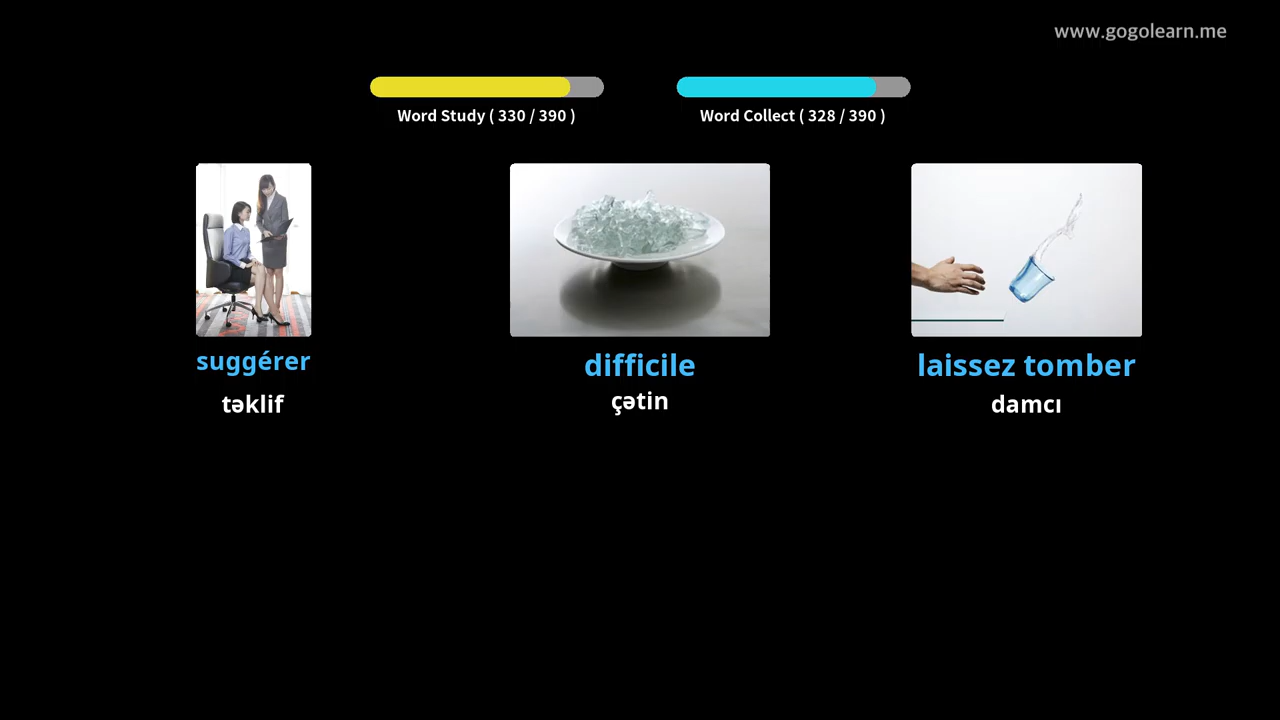 www.gogolearn.me
Word Study ( 330 / 390 )
Word Collect ( 328 / 390 )
suggérer
təklif
difficile
çətin
laissez tomber
damcı